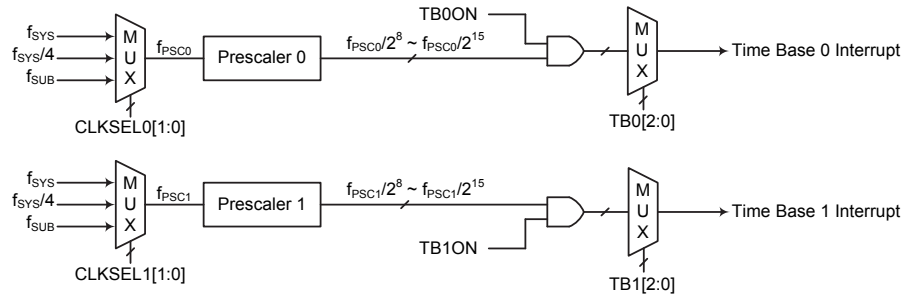 TB0ON
fSYS
fSYS/4
fSUB
M
U
X
fPSC0
Prescaler 0
fPSC0/2^8 ~ fPSC0/2^15
M
U
X
Time Base 0 Interrupt
CLKSEL0[1:0]
TB0[2:0]
fSYS
fSYS/4
fSUB
M
U
X
fPSC1
Prescaler 1
fPSC1/2^8 ~ fPSC1/2^15
M
U
X
Time Base 1 Interrupt
TB1ON
CLKSEL1[1:0]
TB1[2:0]